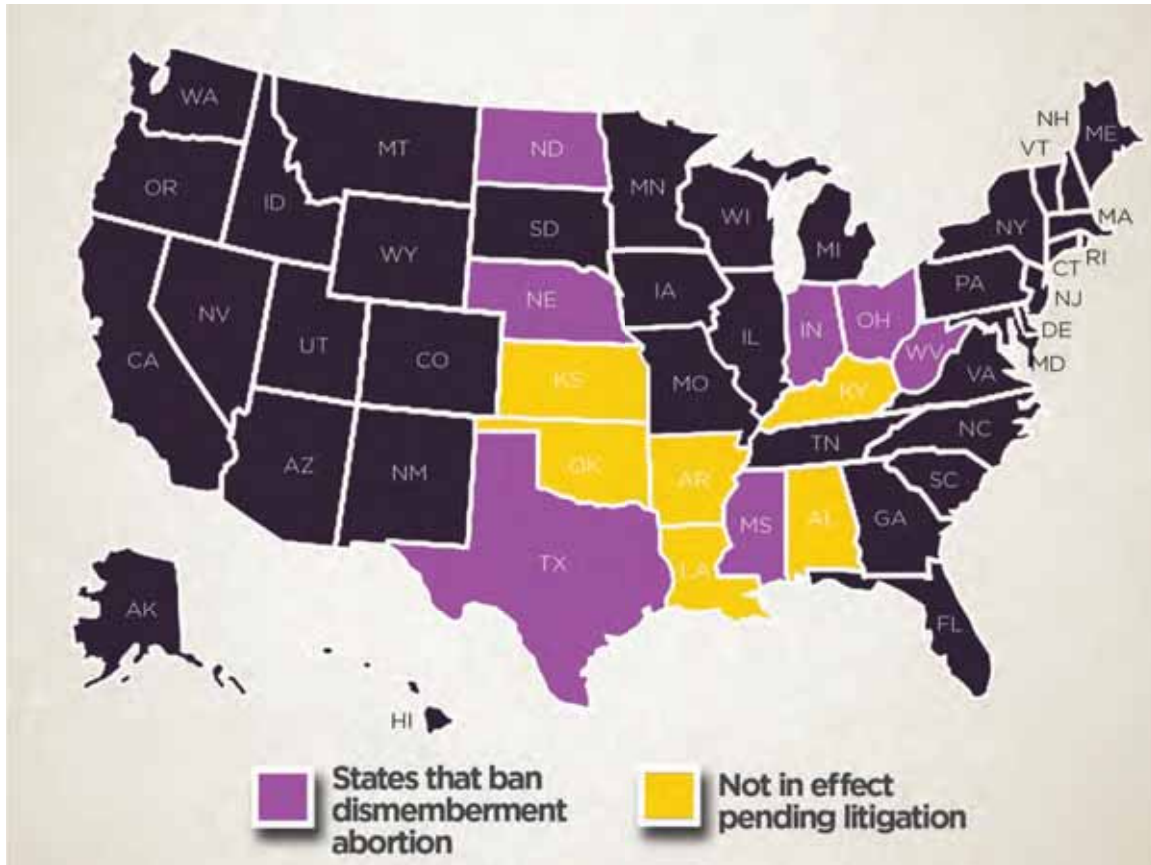 WA
MT
ND
MN
OR
ID
WY
SD
WI
MI
NH
VT
ME
NY
MA
RI
CT
PA
NJ
DE
MD
NE
IA
NV
UT
CO
CA
KS
MO
IL
IN
OH
WV
VA
KY
AZ
NM
OK
AR
TN
NC
SC
TX
LA
MS
AL
GA
FL
AK
HI
States that ban
dismemberment
abortion
Not in effect
pending litigation